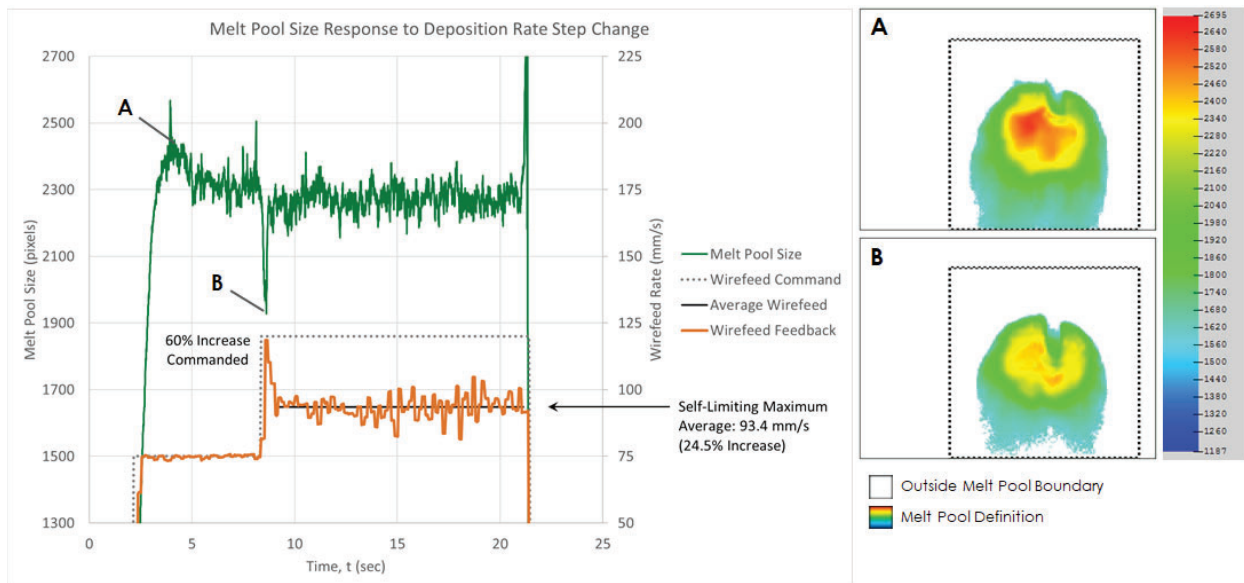 Melt Pool Size Response to Deposition Rate Step Change
Melt Pool Size (pixels)
2700
2500
2300
2100
1900
1700
1500
1300
A
B
60% Increase
Commanded
0
5
10
15
20
25
Time, t (sec)
225
200
175
150
125
100
75
50
Wirefeed Rate (mm/s)
Melt Pool Size
Wirefeed Command
Average Wirefeed
Wirefeed Feedback
Self-Limiting Maximum
Average: 93.4 mm/s
(24.5% Increase)
A
B
2695
2640
2580
2520
2460
2400
2340
2280
2220
2160
2100
2040
1980
1920
1860
1800
1740
1680
1620
1560
1500
1440
1380
1320
1260
1187
Outside Melt Pool Boundary
Melt Pool Definition